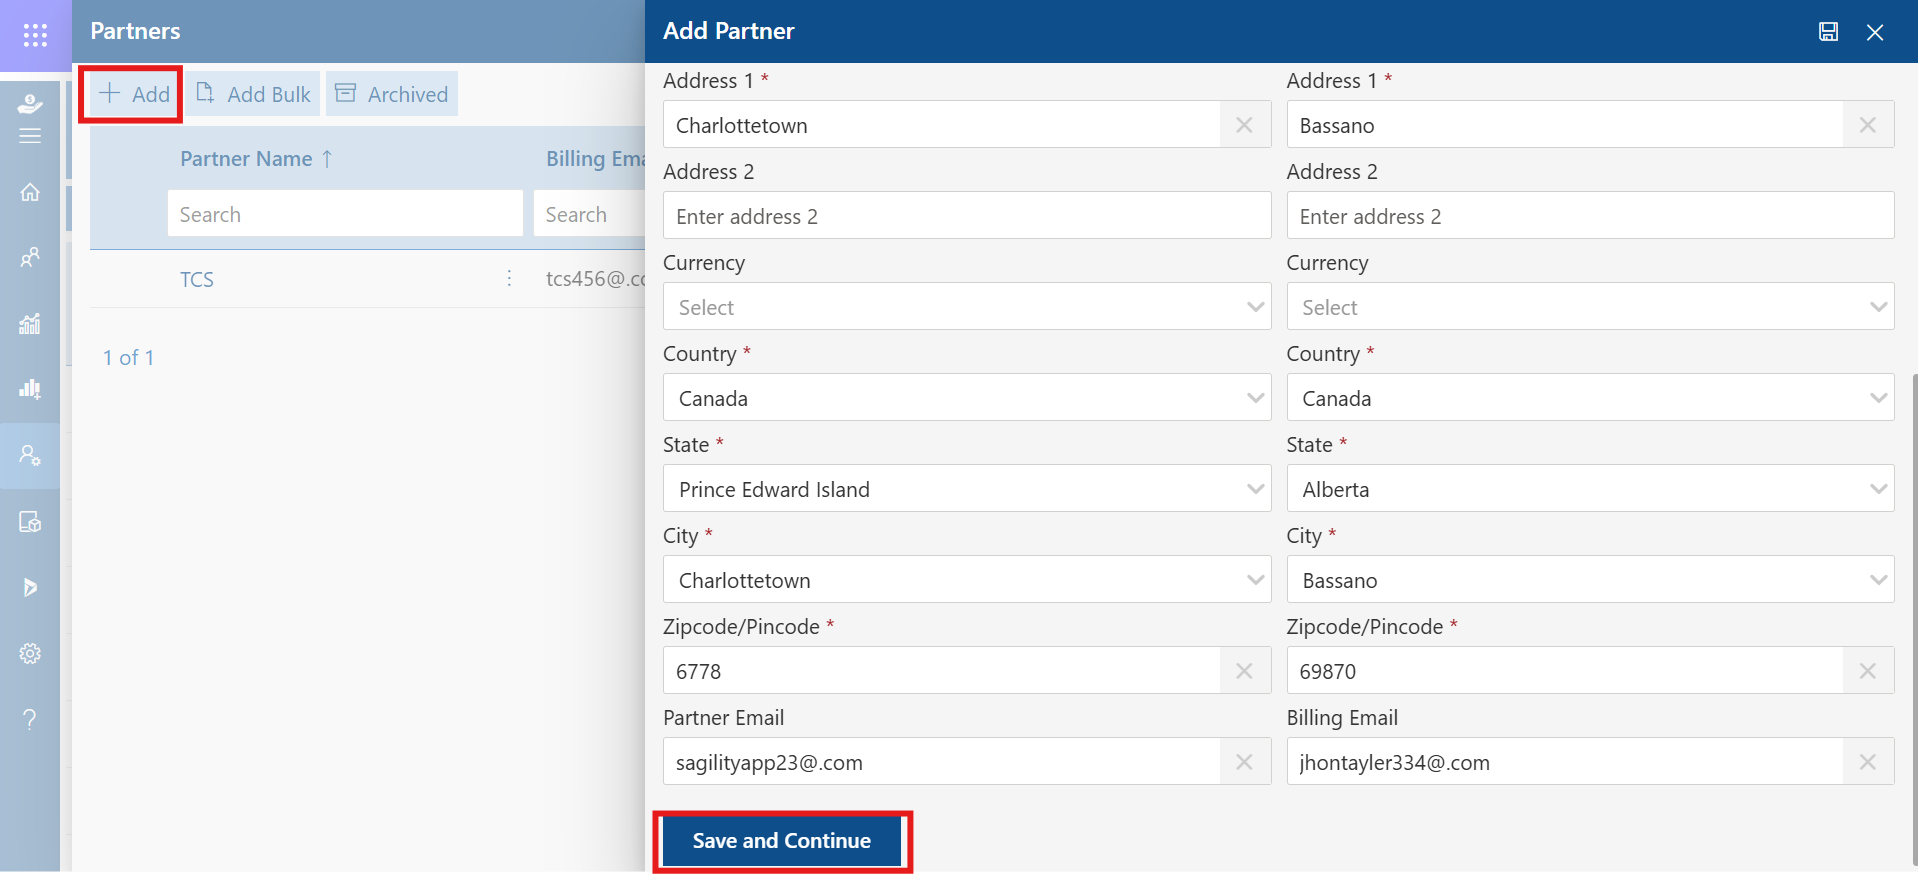 Partners
Add
Add Bulk
Archived
Partner Name ↑
Billing Ema
Search
Search
TCS
tcs456@.cc
1 of 1
Add Partner
Address 1 *
Address 1 *
Charlottetown
Bassano
Address 2
Address 2
Enter address 2
Enter address 2
Currency
Currency
Select
Select
Country *
Country *
Canada
Canada
State *
State *
Prince Edward Island
Alberta
City *
City *
Charlottetown
Bassano
Zipcode/Pincode *
Zipcode/Pincode *
6778
69870
Partner Email
Billing Email
sagilityapp23@.com
jhontayler334@.com
Save and Continue